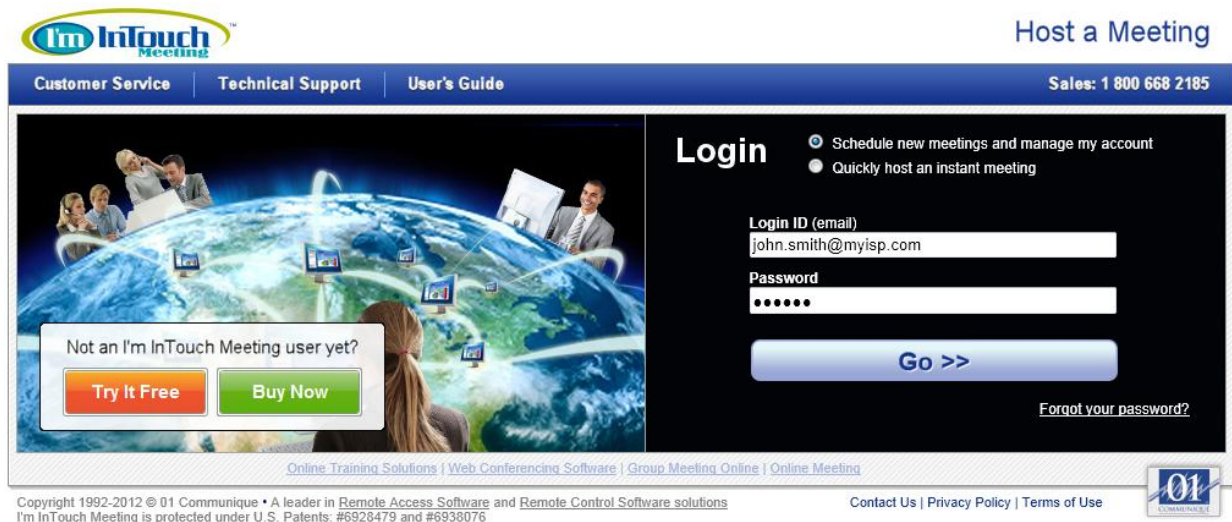 I'm InTouch™
Meeting
Host a Meeting
Customer Service | Technical Support | User's Guide
Sales: 1 800 668 2185
Login
Schedule new meetings and manage my account
Quickly host an instant meeting
Login ID (email)
john.smith@myisp.com
Password
••••••
Go >>
Forgot your password?
Not an I'm InTouch Meeting user yet?
Try It Free
Buy Now
Online Training Solutions | Web Conferencing Software | Group Meeting Online | Online Meeting
Copyright 1992-2012 © 01 Communique • A leader in Remote Access Software and Remote Control Software solutions
I'm InTouch Meeting is protected under U.S. Patents: #6928479 and #6938076
Contact Us | Privacy Policy | Terms of Use
01
COMMUNIQUE